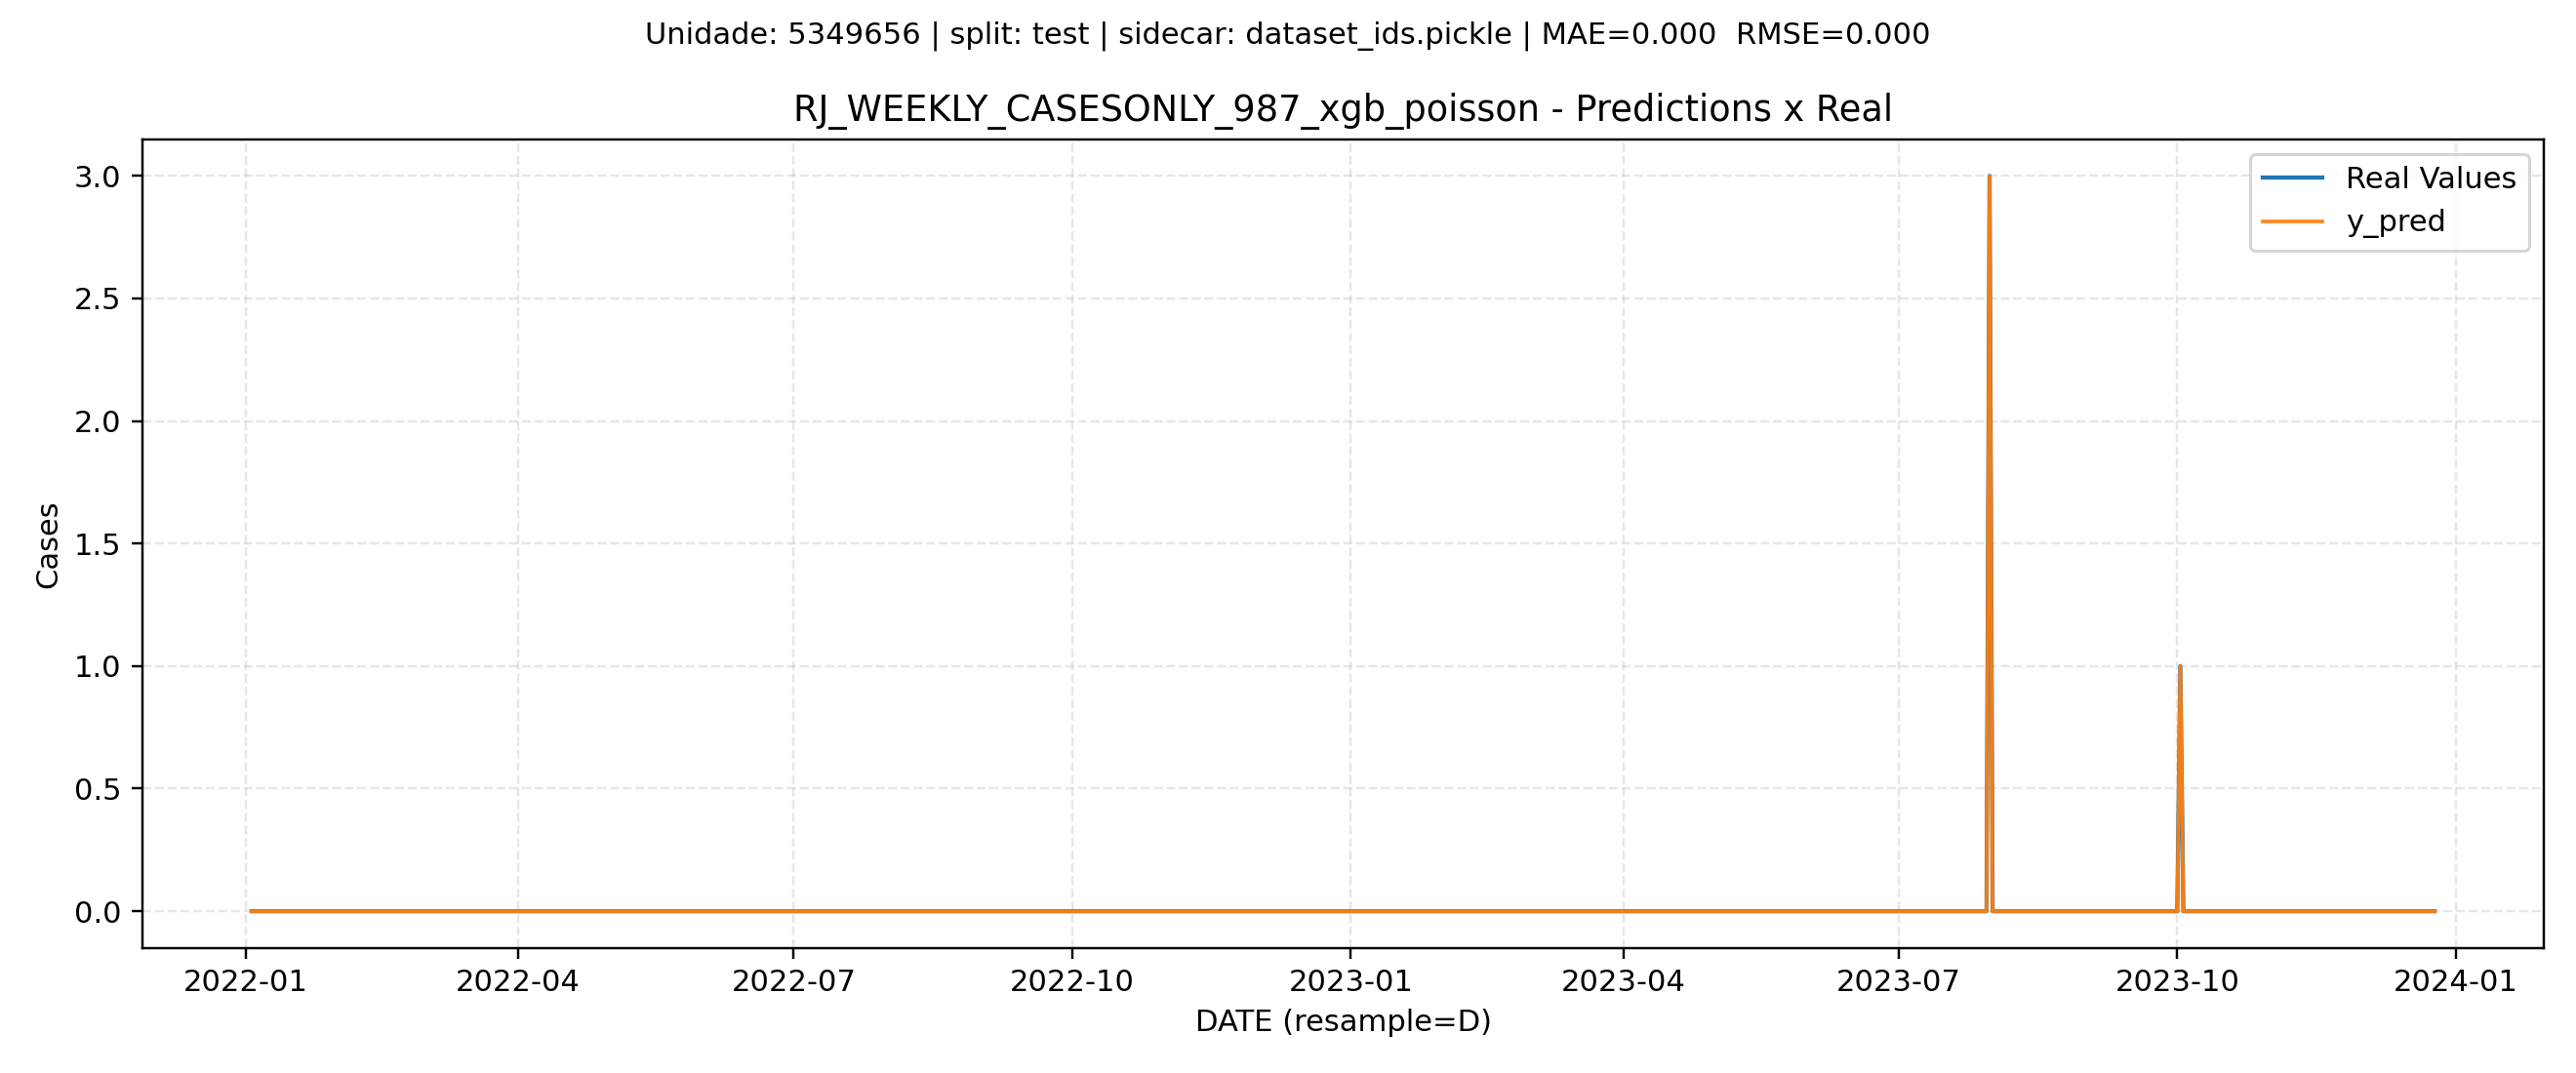 Unidade: 5349656 | split: test | sidecar: dataset_ids.pickle | MAE=0.000  RMSE=0.000
RJ_WEEKLY_CASESONLY_987_xgb_poisson - Predictions x Real
Real Values
y_pred
Cases
3.0
2.5
2.0
1.5
1.0
0.5
0.0
2022-01 2022-04 2022-07 2022-10 2023-01 2023-04 2023-07 2023-10 2024-01
DATE (resample=D)